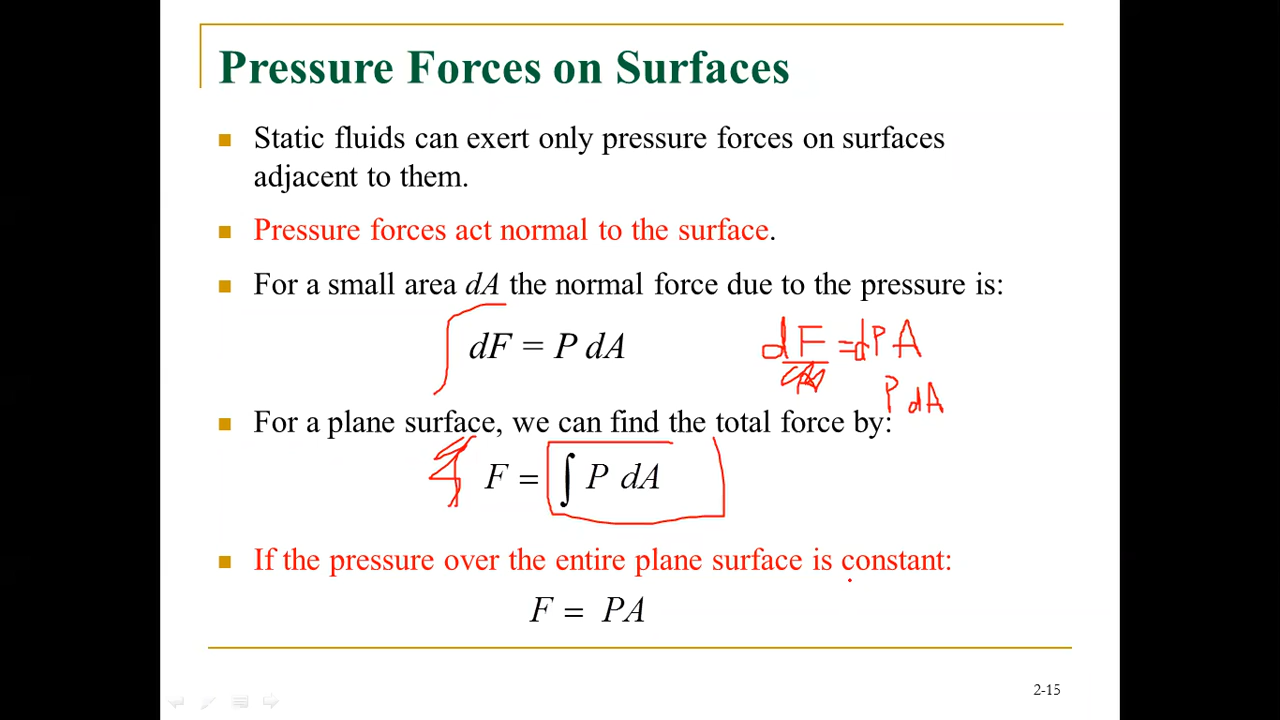 Pressure Forces on Surfaces
Static fluids can exert only pressure forces on surfaces
adjacent to them.
Pressure forces act normal to the surface.
For a small area dA the normal force due to the pressure is:
dF = P dA
dF = dP A
P dA
For a plane surface, we can find the total force by:
F = ∫ P dA
If the pressure over the entire plane surface is constant:
F = PA
2-15